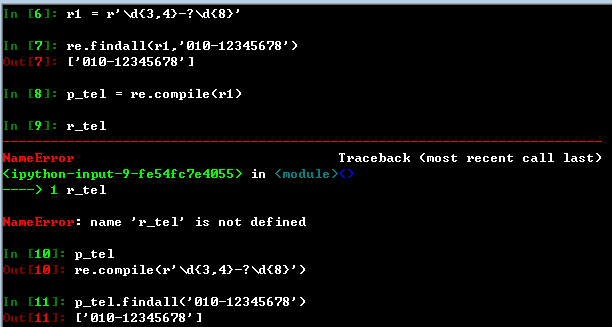 In [6]: r1 = r'\d{3,4}-?\d{8}'
In [7]: re.findall(r1,'010-12345678')
Out[7]: ['010-12345678']
In [8]: p_tel = re.compile(r1)
In [9]: r_tel
---------------------------------------------------------------------------
NameError                                 Traceback (most recent call last)
<ipython-input-9-fe54fc7e4055> in <module>()
----> 1 r_tel
NameError: name 'r_tel' is not defined
In [10]: p_tel
Out[10]: re.compile(r'\d{3,4}-?\d{8}')
In [11]: p_tel.findall('010-12345678')
Out[11]: ['010-12345678']